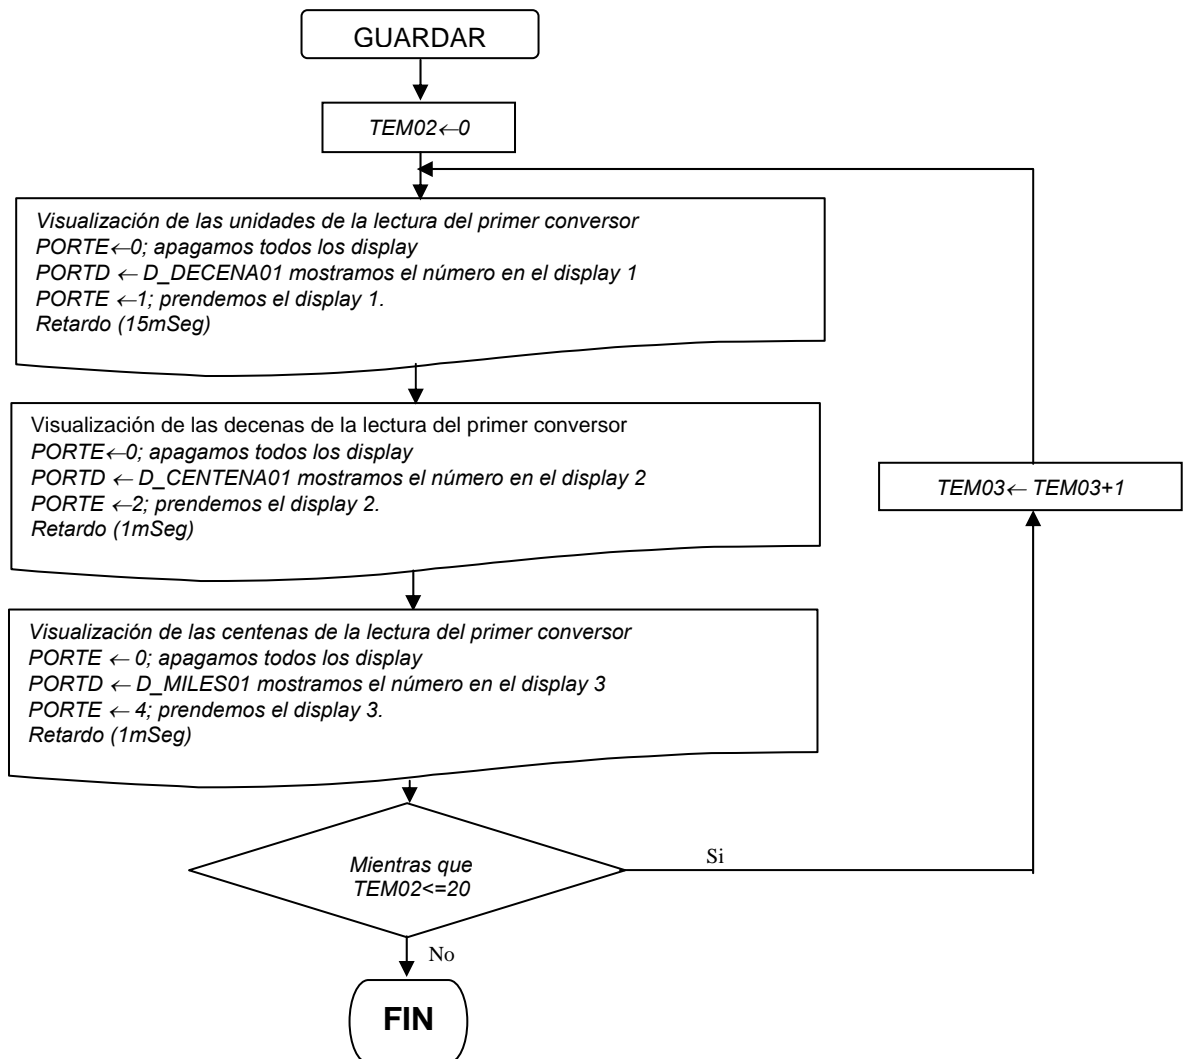 GUARDAR
TEM02←0
Visualización de las unidades de la lectura del primer conversor
PORTE←0; apagamos todos los display
PORTD ← D_DECENA01 mostramos el número en el display 1
PORTE ←1; prendemos el display 1.
Retardo (15mSeg)
Visualización de las decenas de la lectura del primer conversor
PORTE←0; apagamos todos los display
PORTD ← D_CENTENA01 mostramos el número en el display 2
PORTE ←2; prendemos el display 2.
Retardo (1mSeg)
TEM03← TEM03+1
Visualización de las centenas de la lectura del primer conversor
PORTE ← 0; apagamos todos los display
PORTD ← D_MILES01 mostramos el número en el display 3
PORTE ← 4; prendemos el display 3.
Retardo (1mSeg)
Mientras que
TEM02<=20
Si
No
FIN